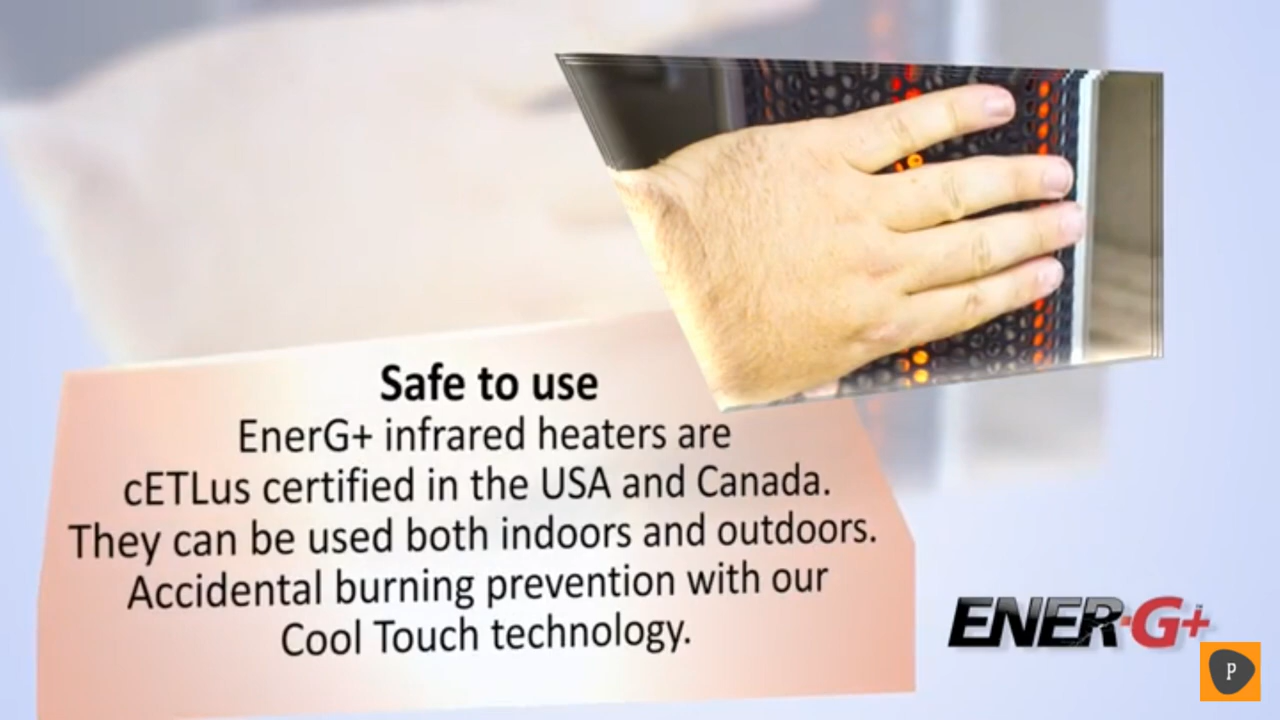 Safe to use
EnerG+ infrared heaters are
cETLus certified in the USA and Canada.
They can be used both indoors and outdoors.
Accidental burning prevention with our
Cool Touch technology.
ENER·G+
P